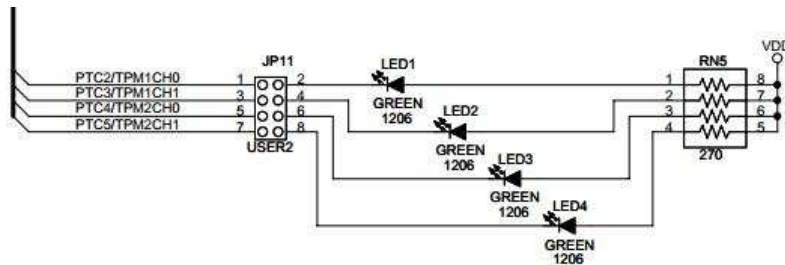 VDD
JP11
LED1
RN5
PTC2/TPM1CH0 1 2 1 8
PTC3/TPM1CH1 3 4 GREEN 2 7
1206
LED2
PTC4/TPM2CH0 5 6 3 6
PTC5/TPM2CH1 7 8 4 5
USER2
GREEN
1206
LED3
270
GREEN
1206
LED4
GREEN
1206